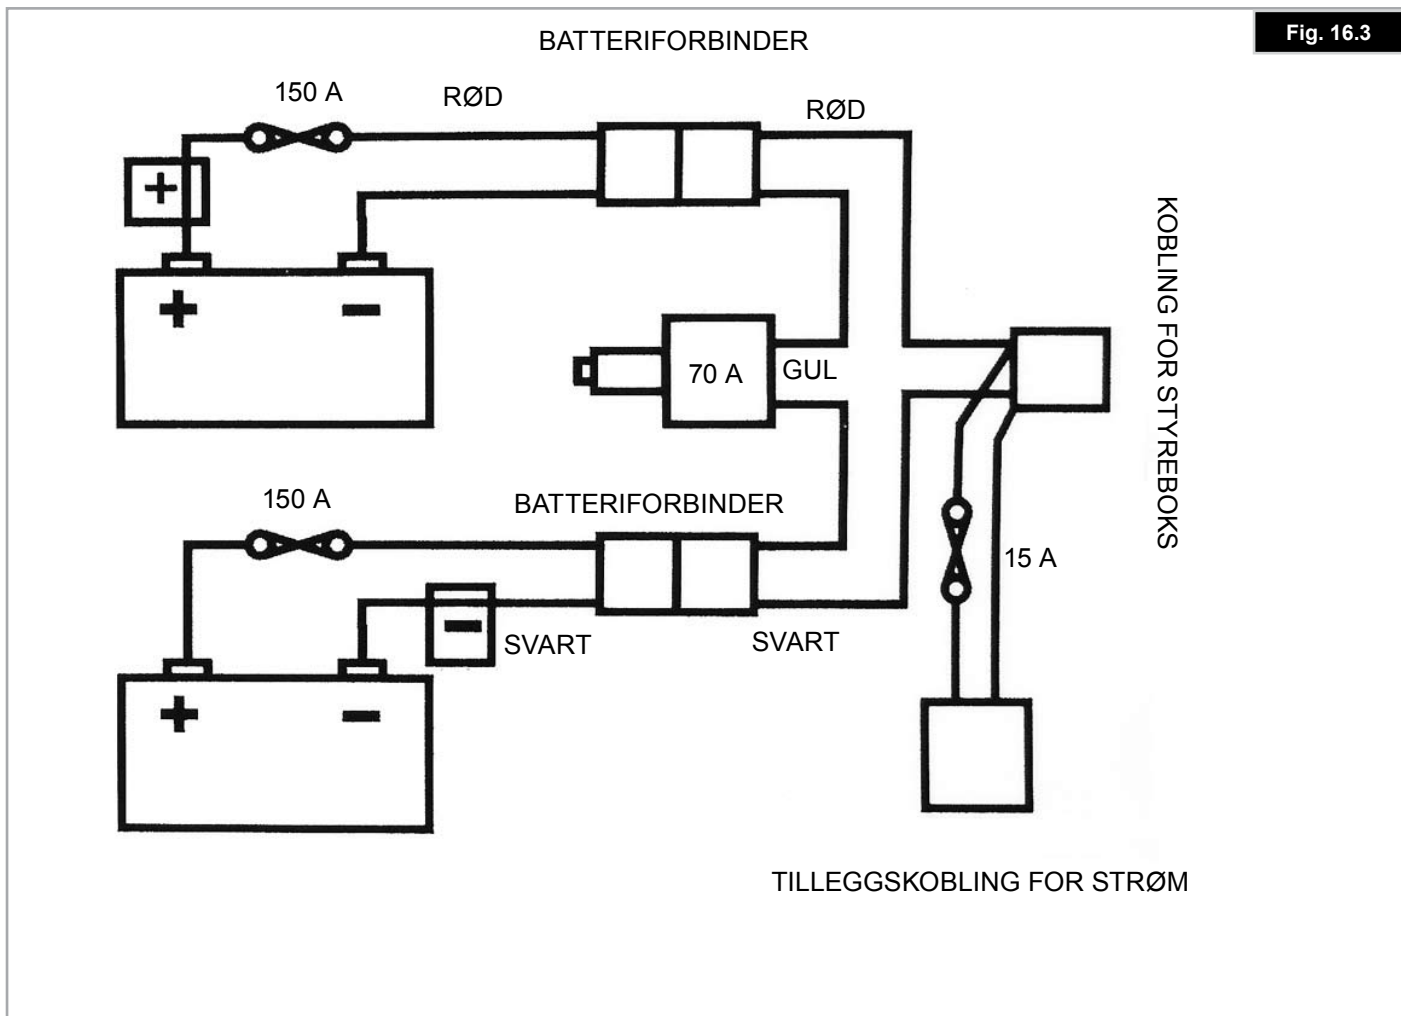 Fig. 16.3
BATTERIFORBINDER
150 A
RØD
RØD
+
+
−
KOBLING FOR STYREBOKS
70 A
GUL
150 A
BATTERIFORBINDER
15 A
−
SVART
SVART
+
−
TILLEGGSKOBLING FOR STRØM